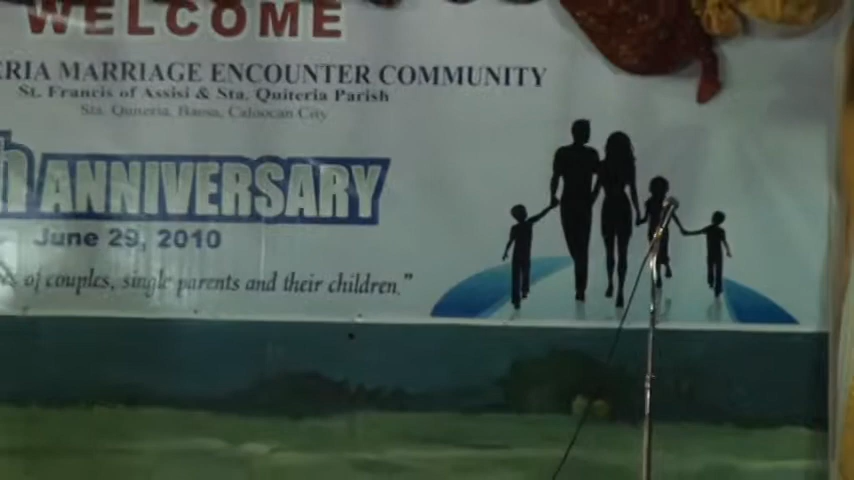 WELCOME
ERIA MARRIAGE ENCOUNTER COMMUNITY
St. Francis of Assisi & Sta. Quiteria Parish
Sta. Quiteria, Baesa, Caloocan City
th ANNIVERSARY
June 29, 2010
of couples, single parents and their children."